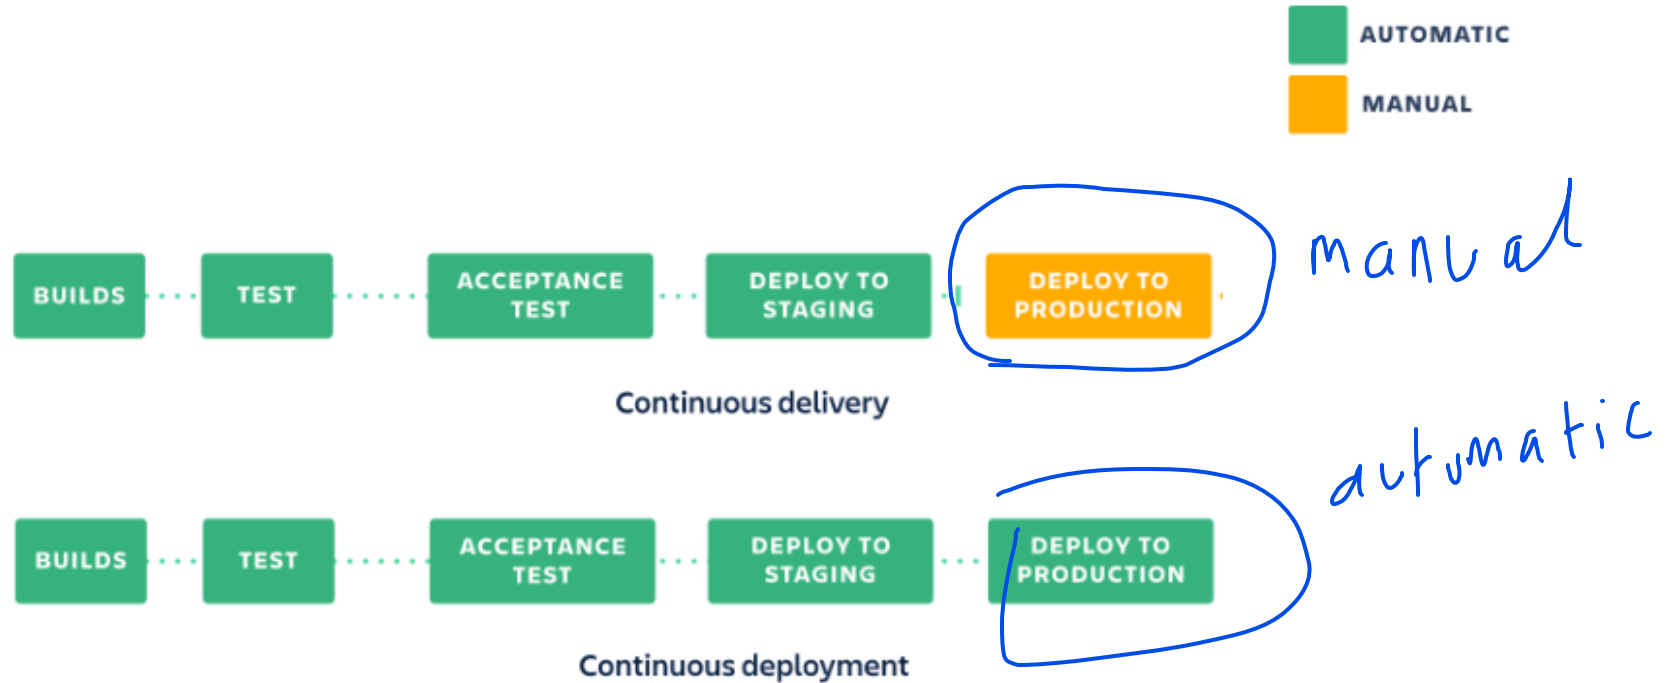 AUTOMATIC
MANUAL
manual
BUILDS
TEST
ACCEPTANCE
TEST
DEPLOY TO
STAGING
DEPLOY TO
PRODUCTION
Continuous delivery
automatic
BUILDS
TEST
ACCEPTANCE
TEST
DEPLOY TO
STAGING
DEPLOY TO
PRODUCTION
Continuous deployment